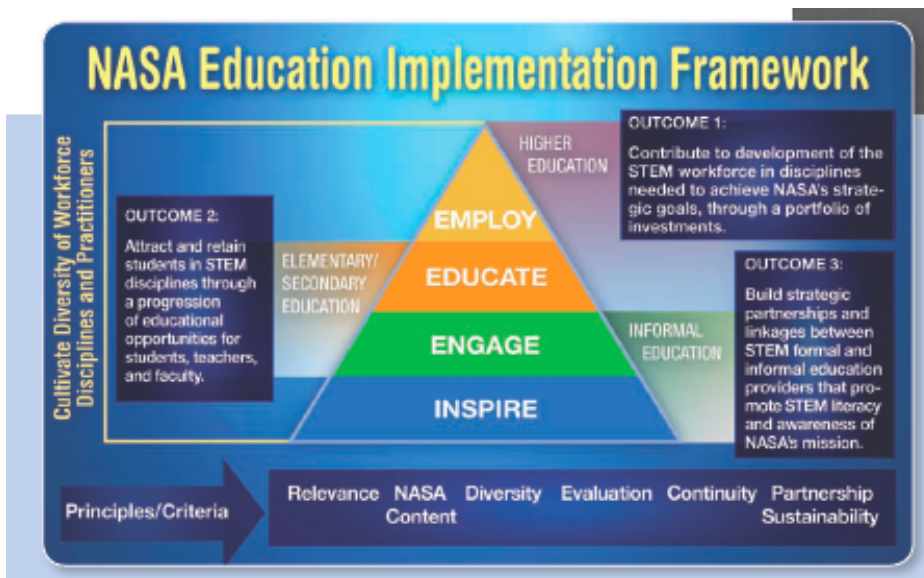 NASA Education Implementation Framework
Cultivate Diversity of Workforce
Disciplines and Practitioners
OUTCOME 2:
Attract and retain
students in STEM
disciplines through
a progression
of educational
opportunities for
students, teachers,
and faculty.
ELEMENTARY/
SECONDARY
EDUCATION
HIGHER
EDUCATION
EMPLOY
EDUCATE
ENGAGE
INSPIRE
OUTCOME 1:
Contribute to development of the
STEM workforce in disciplines
needed to achieve NASA's strate-
gic goals, through a portfolio of
investments.
INFORMAL
EDUCATION
OUTCOME 3:
Build strategic
partnerships and
linkages between
STEM formal and
informal education
providers that pro-
mote STEM literacy
and awareness of
NASA's mission.
Principles/Criteria
Relevance NASA Diversity Evaluation Continuity Partnership
Content Sustainability